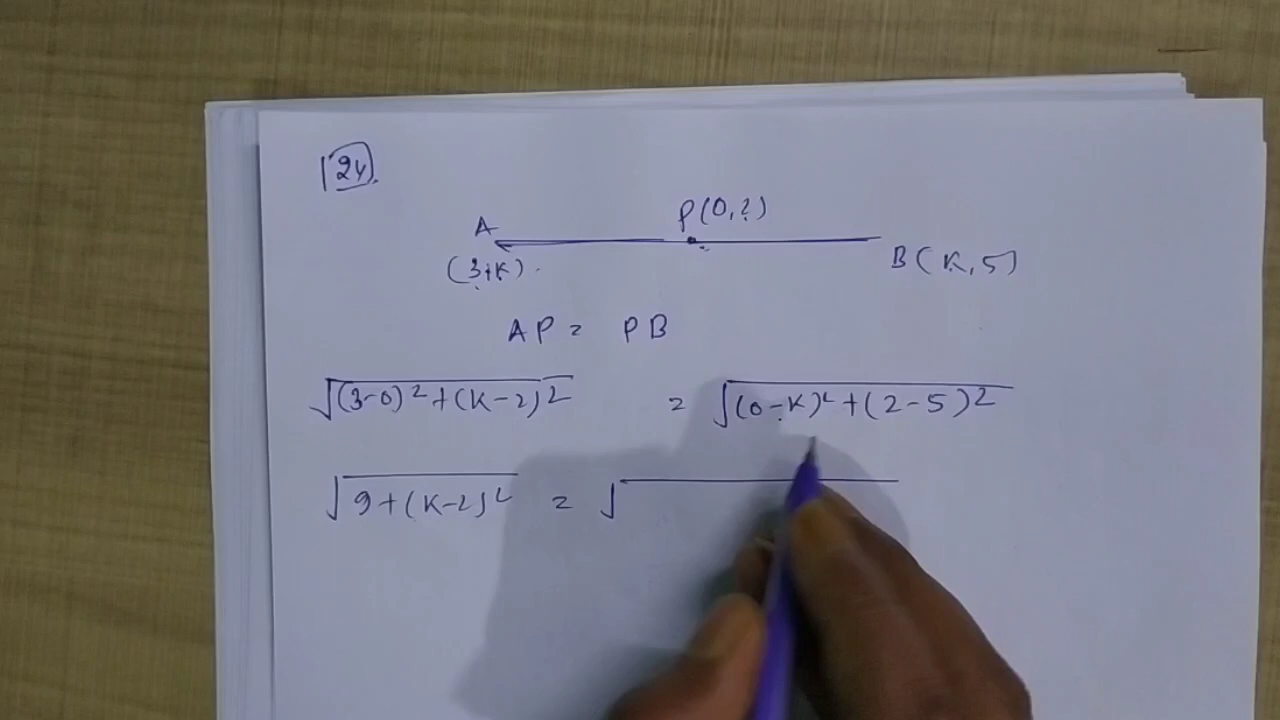 24.
P(0,2)
A
(3+K).
B(K,5)
AP = PB
√(3-0)²+(K-2)² = √(0-K)²+(2-5)²
√9+(K-2)² = √